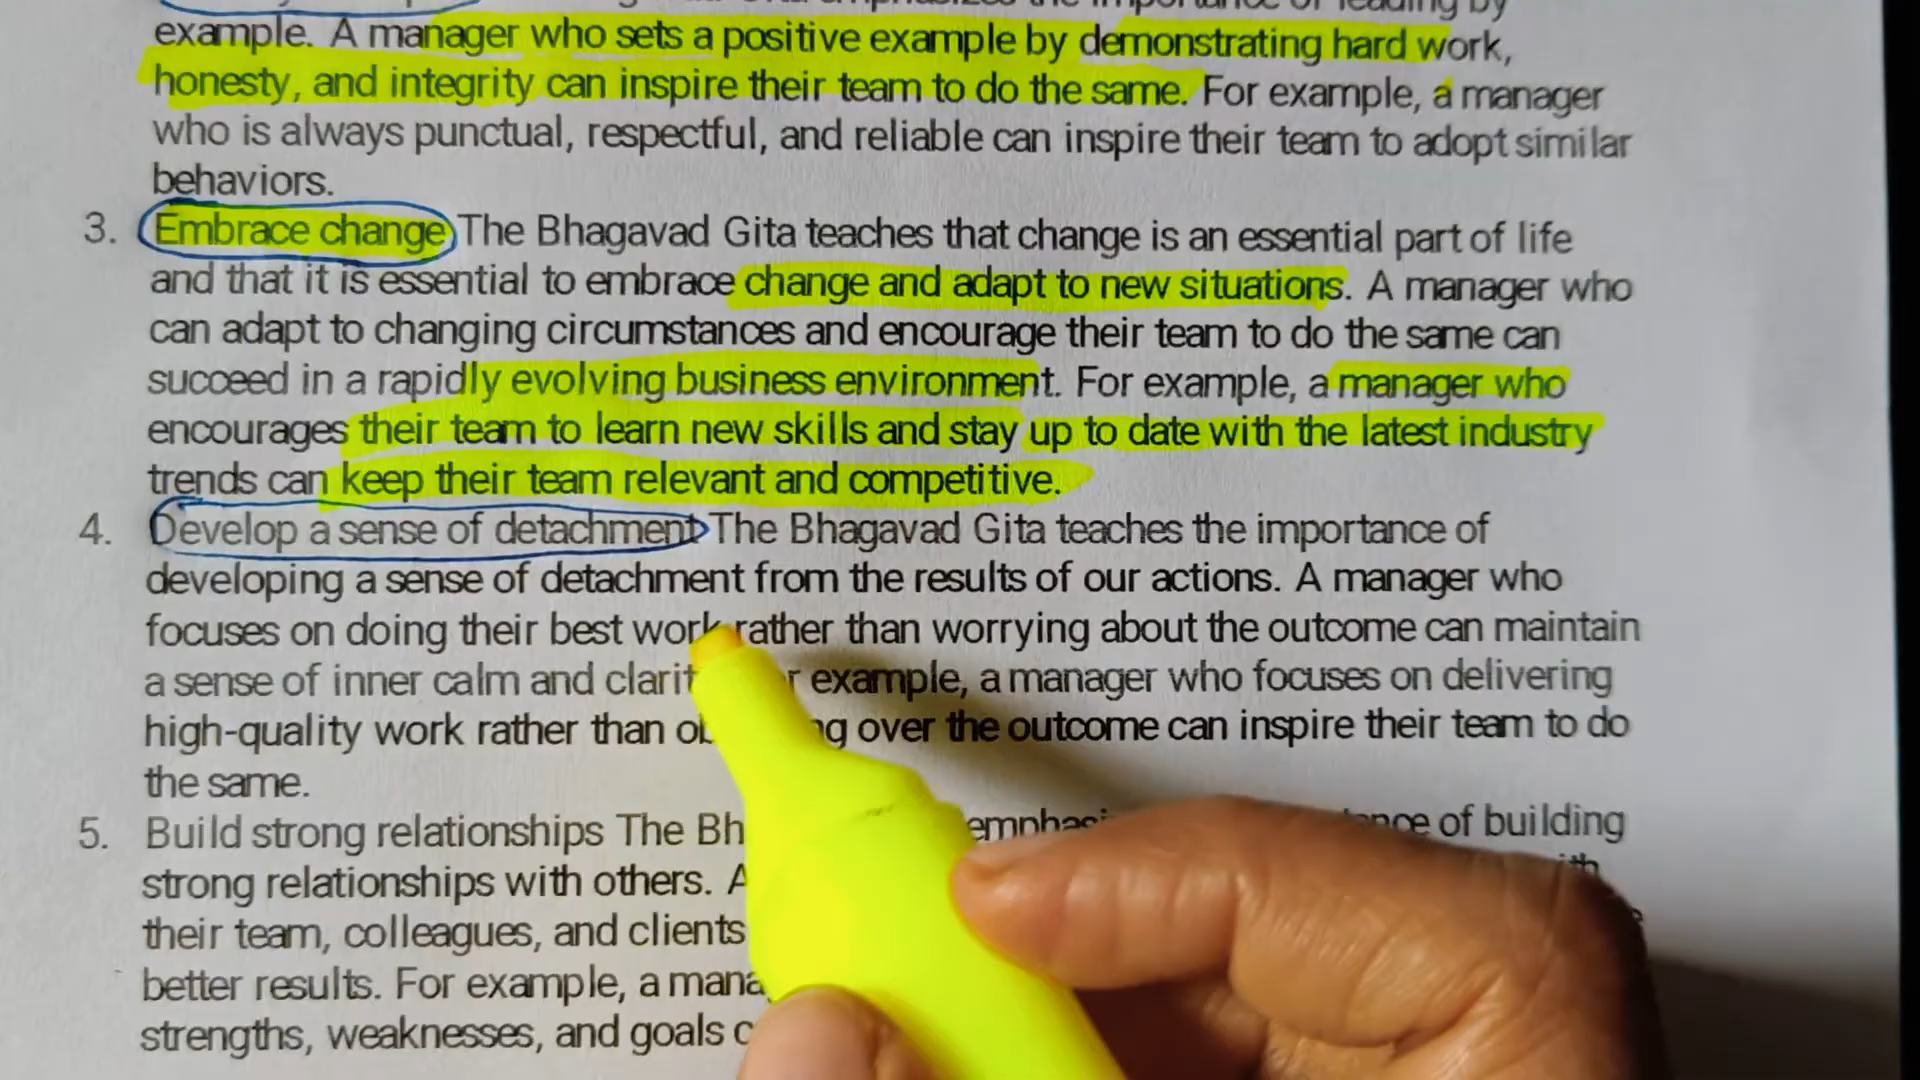 leading by
example. A manager who sets a positive example by demonstrating hard work,
honesty, and integrity can inspire their team to do the same. For example, a manager
who is always punctual, respectful, and reliable can inspire their team to adopt similar
behaviors.
3. Embrace change The Bhagavad Gita teaches that change is an essential part of life
and that it is essential to embrace change and adapt to new situations. A manager who
can adapt to changing circumstances and encourage their team to do the same can
succeed in a rapidly evolving business environment. For example, a manager who
encourages their team to learn new skills and stay up to date with the latest industry
trends can keep their team relevant and competitive.
4. Develop a sense of detachment The Bhagavad Gita teaches the importance of
developing a sense of detachment from the results of our actions. A manager who
focuses on doing their best work rather than worrying about the outcome can maintain
a sense of inner calm and example, a manager who focuses on delivering
high-quality work rather than over the outcome can inspire their team to do
the same.
5. Build strong relationships The of building
strong relationships with others. A
their team, colleagues, and clients
better results. For example, a
strengths, weaknesses, and goals